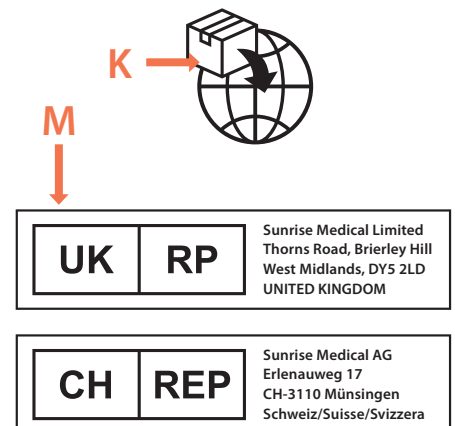 K
M
UK RP
Sunrise Medical Limited
Thorns Road, Brierley Hill
West Midlands, DY5 2LD
UNITED KINGDOM
CH REP
Sunrise Medical AG
Erlenauweg 17
CH-3110 Münsingen
Schweiz/Suisse/Svizzera